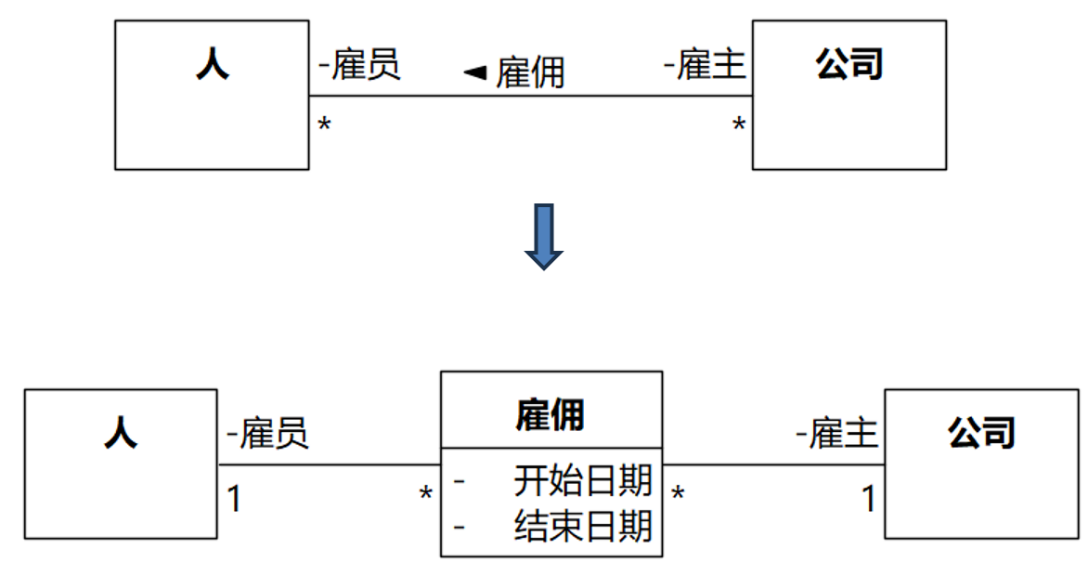 人 -雇员 ◄ 雇佣 -雇主 公司
* *
人 -雇员 雇佣 -雇主 公司
1 * - 开始日期 * 1
- 结束日期